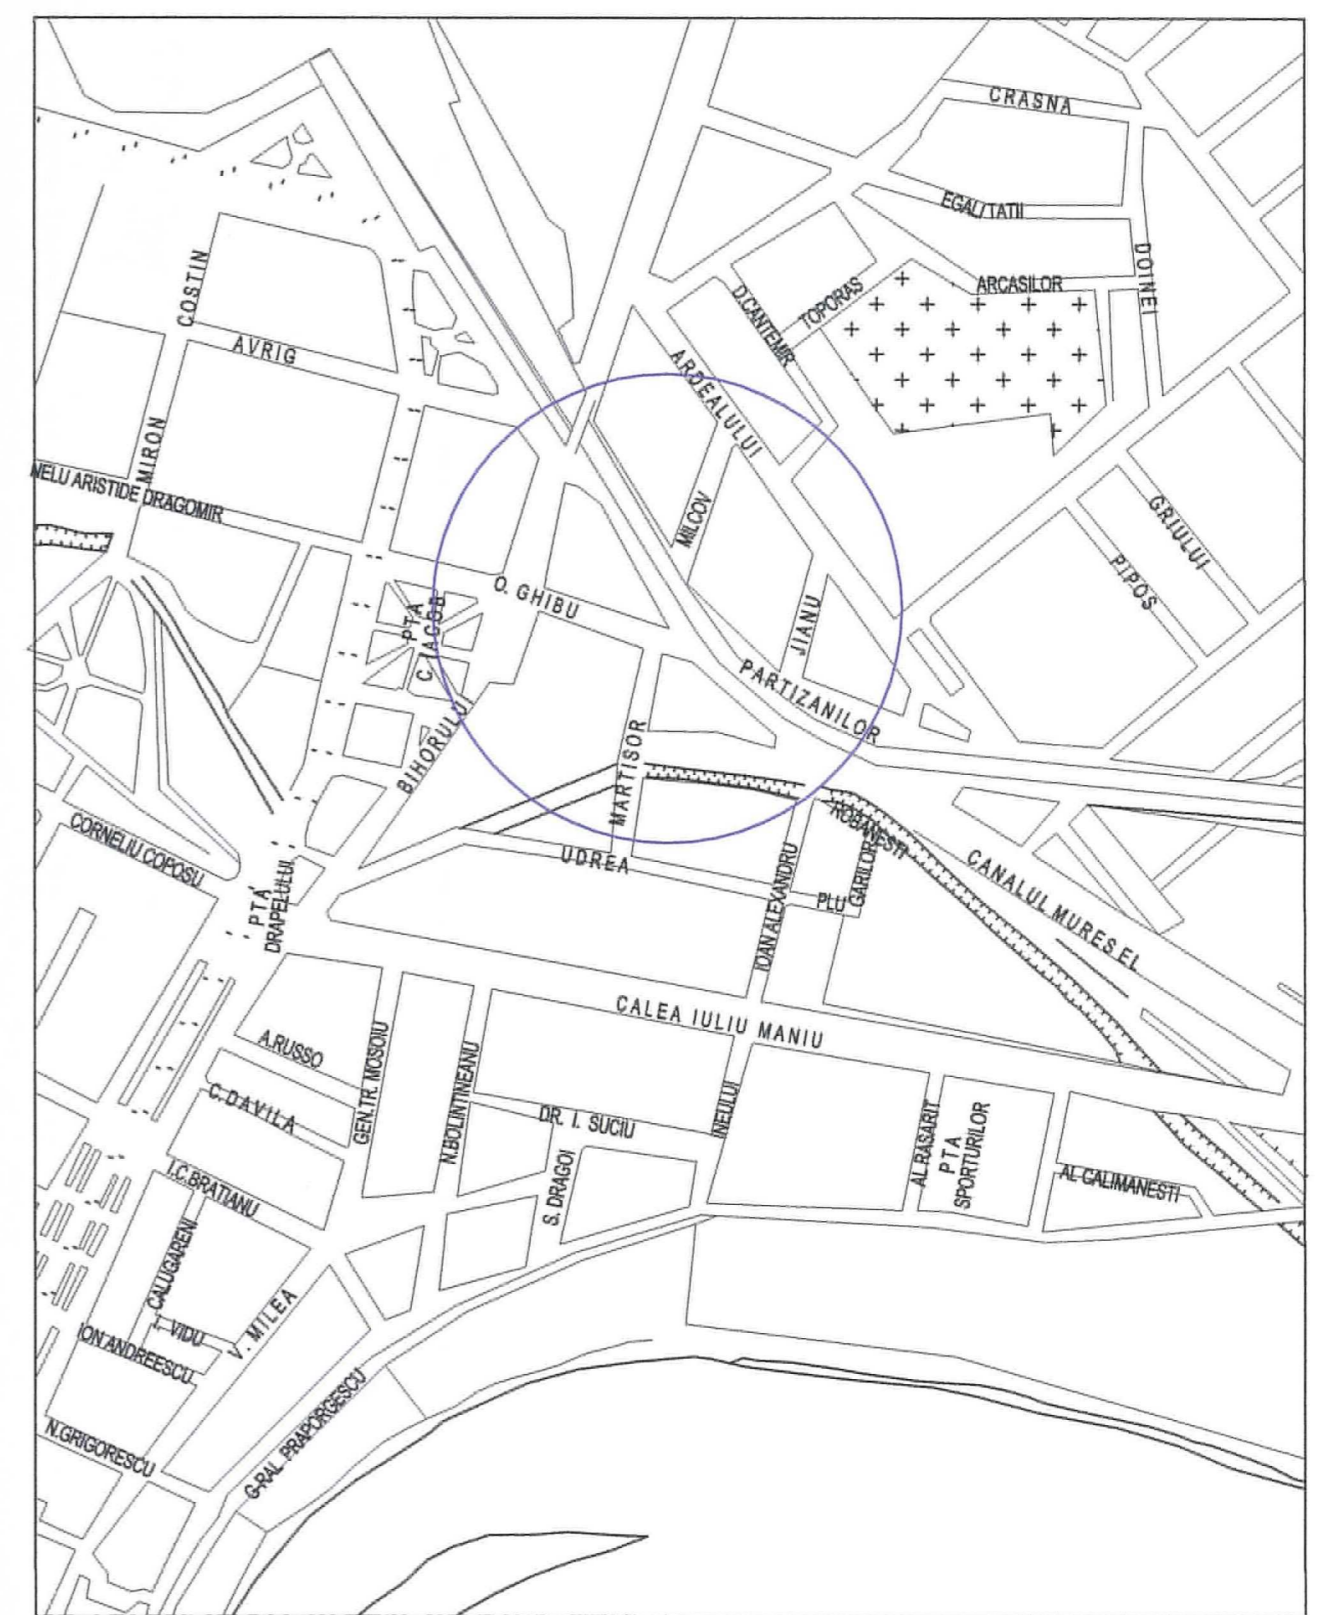 CRASNA
EGALITATII
DOINEI
ARCASILOR
COSTIN
D.CANTEMIR
TOPORAS
AVRIG
ARDEALULUI
MIRON
NELU ARISTIDE DRAGOMIR
MILCOV
GRIULUI
PIPOS
O. GHIBU
PTA
C. IACOB
JIANU
PARTIZANILOR
BIHORULUI
MARTISOR
ROBANESTI
CORNELIU COPOSU
UDREA
CANALUL MURESEL
PTA
DRAPELULUI
IOAN ALEXANDRU
PLU
GARILOR
CALEA IULIU MANIU
A.RUSSO
GEN.TR. MOSOIU
N.BOLINTINEANU
C. DAVILA
DR. I. SUCIU
INEULUI
AL RASARIT
PTA
SPORTURILOR
I.C.BRATIANU
S. DRAGOI
AL CALIMANESTI
CALUGARENI
I. VIDU
V. MILEA
ION ANDREESCU
G-RAL PRAPORGESCU
N.GRIGORESCU